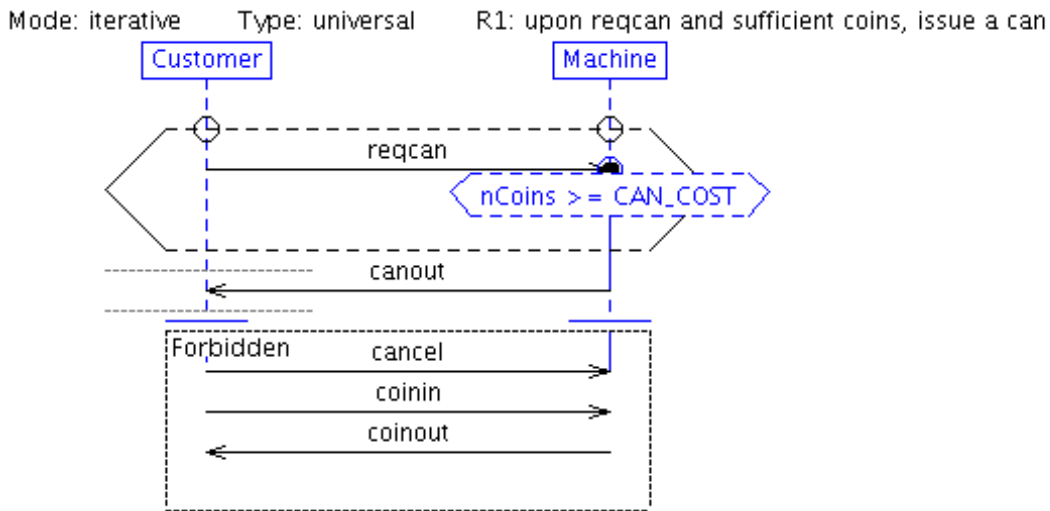 Mode: iterative Type: universal R1: upon reqcan and sufficient coins, issue a can
Customer Machine
reqcan
nCoins >= CAN_COST
canout
Forbidden
cancel
coinin
coinout